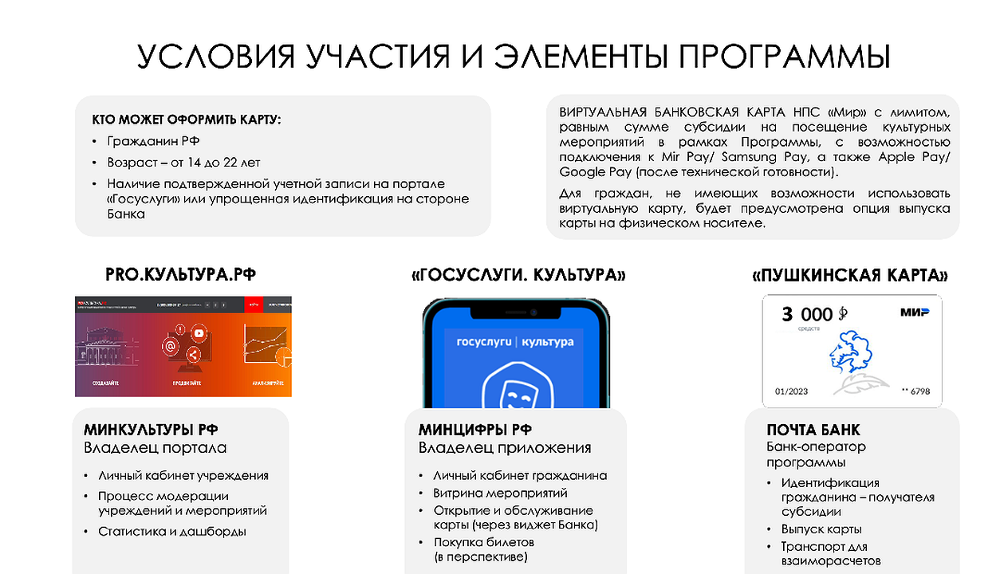 УСЛОВИЯ УЧАСТИЯ И ЭЛЕМЕНТЫ ПРОГРАММЫ
КТО МОЖЕТ ОФОРМИТЬ КАРТУ:
• Гражданин РФ
• Возраст – от 14 до 22 лет
• Наличие подтвержденной учетной записи на портале
«Госуслуги» или упрощенная идентификация на стороне
Банка
ВИРТУАЛЬНАЯ БАНКОВСКАЯ КАРТА НПС «Мир» с лимитом,
равным сумме субсидии на посещение культурных
мероприятий в рамках Программы, с возможностью
подключения к Mir Pay/ Samsung Pay, а также Apple Pay/
Google Pay (после технической готовности).
Для граждан, не имеющих возможности использовать
виртуальную карту, будет предусмотрена опция выпуска
карты на физическом носителе.
PRO.КУЛЬТУРА.РФ
СОЗДАВАЙТЕ
ПРОДВИГАЙТЕ
АНАЛИЗИРУЙТЕ
МИНКУЛЬТУРЫ РФ
Владелец портала
• Личный кабинет учреждения
• Процесс модерации
учреждений и мероприятий
• Статистика и дашборды
«ГОСУСЛУГИ. КУЛЬТУРА»
госуслуги | культура
МИНЦИФРЫ РФ
Владелец приложения
• Личный кабинет гражданина
• Витрина мероприятий
• Открытие и обслуживание
карты (через виджет Банка)
• Покупка билетов
(в перспективе)
«ПУШКИНСКАЯ КАРТА»
3 000 ₽
МИР
средств
01/2023
** 6798
ПОЧТА БАНК
Банк-оператор
программы
• Идентификация
гражданина – получателя
субсидии
• Выпуск карты
• Транспорт для
взаиморасчетов